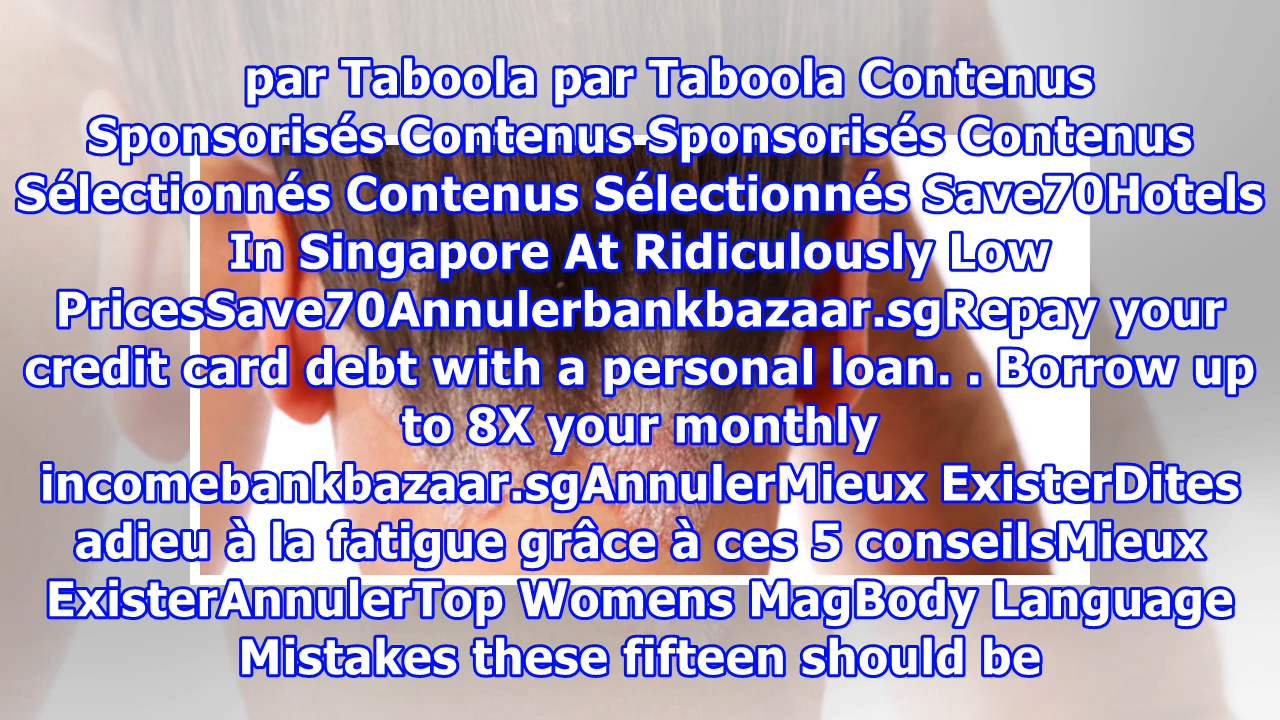 par Taboola par Taboola Contenus
Sponsorisés Contenus Sponsorisés Contenus
Sélectionnés Contenus Sélectionnés Save70Hotels
In Singapore At Ridiculously Low
PricesSave70Annulerbankbazaar.sgRepay your
credit card debt with a personal loan. . Borrow up
to 8X your monthly
incomebankbazaar.sgAnnulerMieux ExisterDites
adieu à la fatigue grâce à ces 5 conseilsMieux
ExisterAnnulerTop Womens MagBody Language
Mistakes these fifteen should be